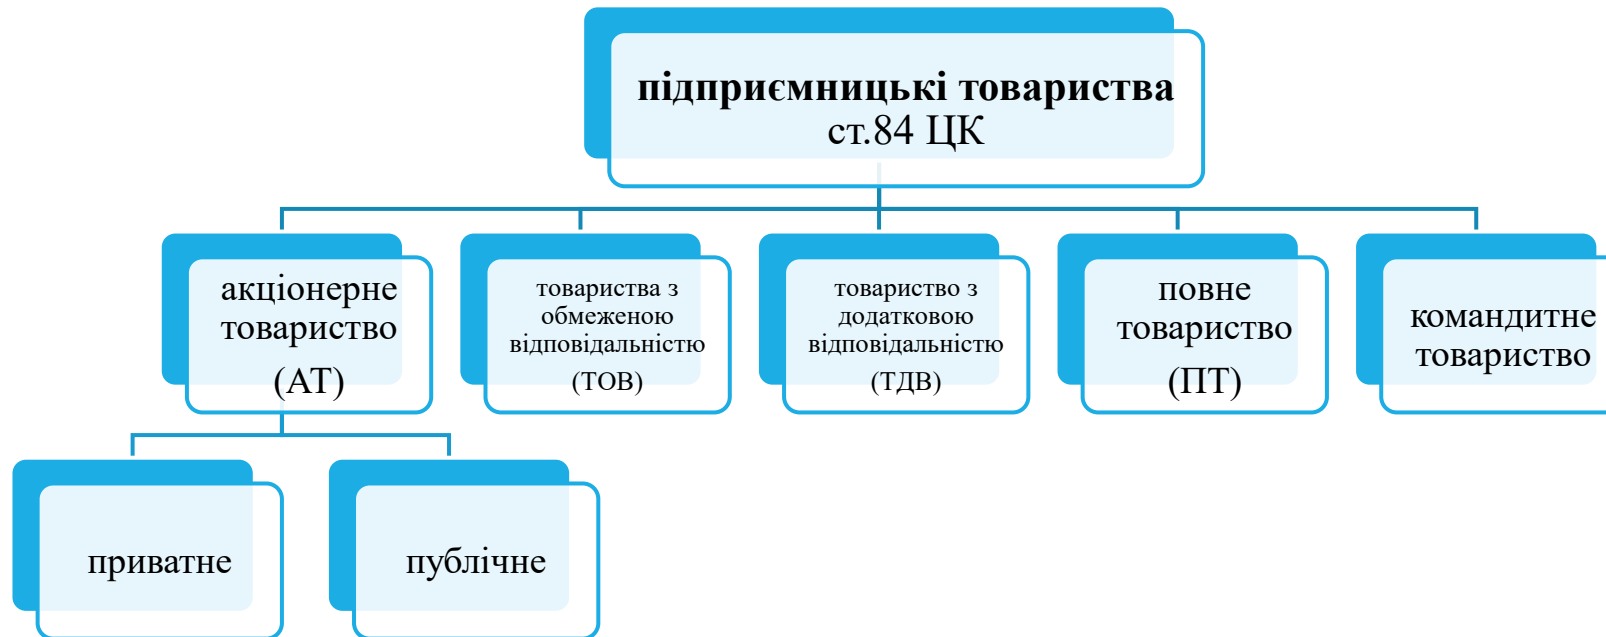 підприємницькі товариства
ст.84 ЦК
акціонерне
товариство
(АТ)
товариства з
обмеженою
відповідальністю
(ТОВ)
товариство з
додатковою
відповідальністю
(ТДВ)
повне
товариство
(ПТ)
командитне
товариство
приватне
публічне